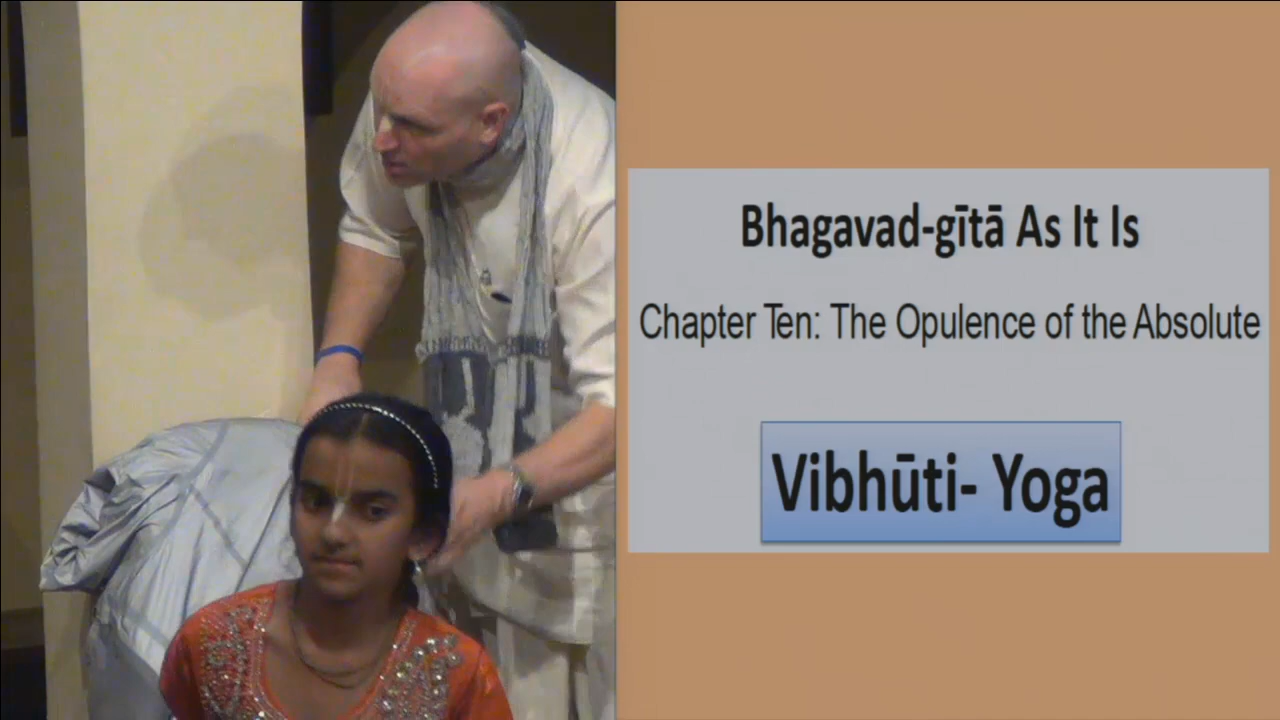 Bhagavad-gītā As It Is
Chapter Ten: The Opulence of the Absolute
Vibhūti- Yoga